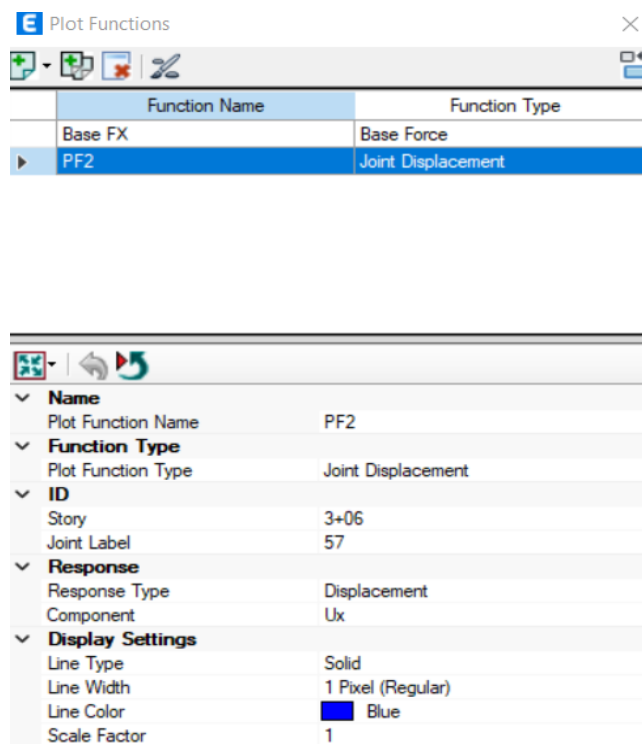 E Plot Functions
Function Name Function Type
Base FX Base Force
PF2 Joint Displacement
Name
Plot Function Name PF2
Function Type
Plot Function Type Joint Displacement
ID
Story 3+06
Joint Label 57
Response
Response Type Displacement
Component Ux
Display Settings
Line Type Solid
Line Width 1 Pixel (Regular)
Line Color Blue
Scale Factor 1